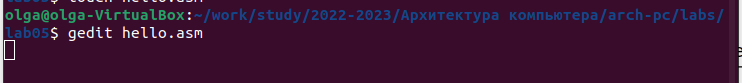 olga@olga-VirtualBox:~/work/study/2022-2023/Архитектура компьютера/arch-pc/labs/
lab05$ gedit hello.asm